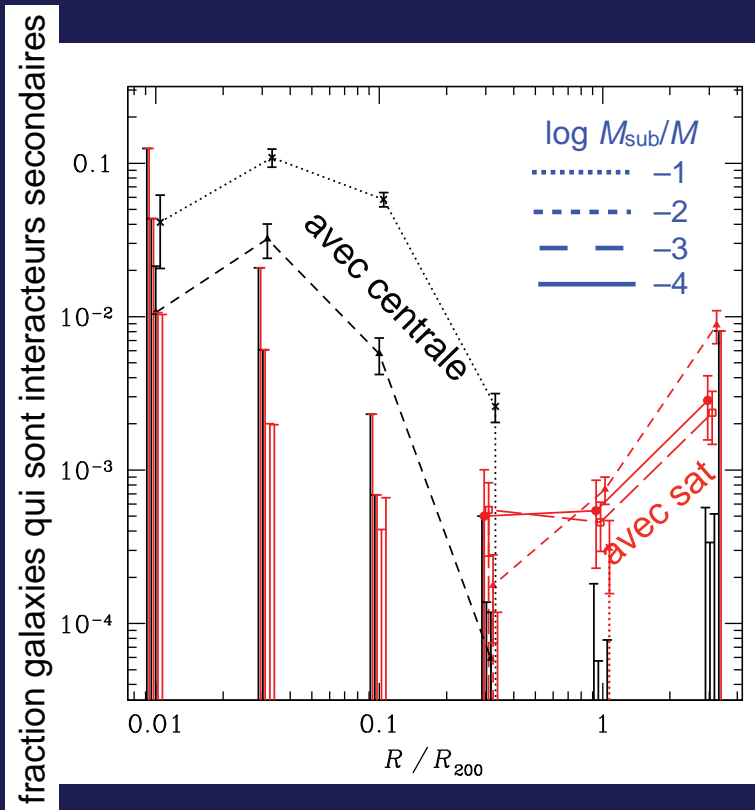 fraction galaxies qui sont interacteurs secondaires
log Msub/M
–1
–2
–3
–4
avec centrale
avec sat
0.1
10⁻²
10⁻³
10⁻⁴
0.01
0.1
1
R / R₂₀₀